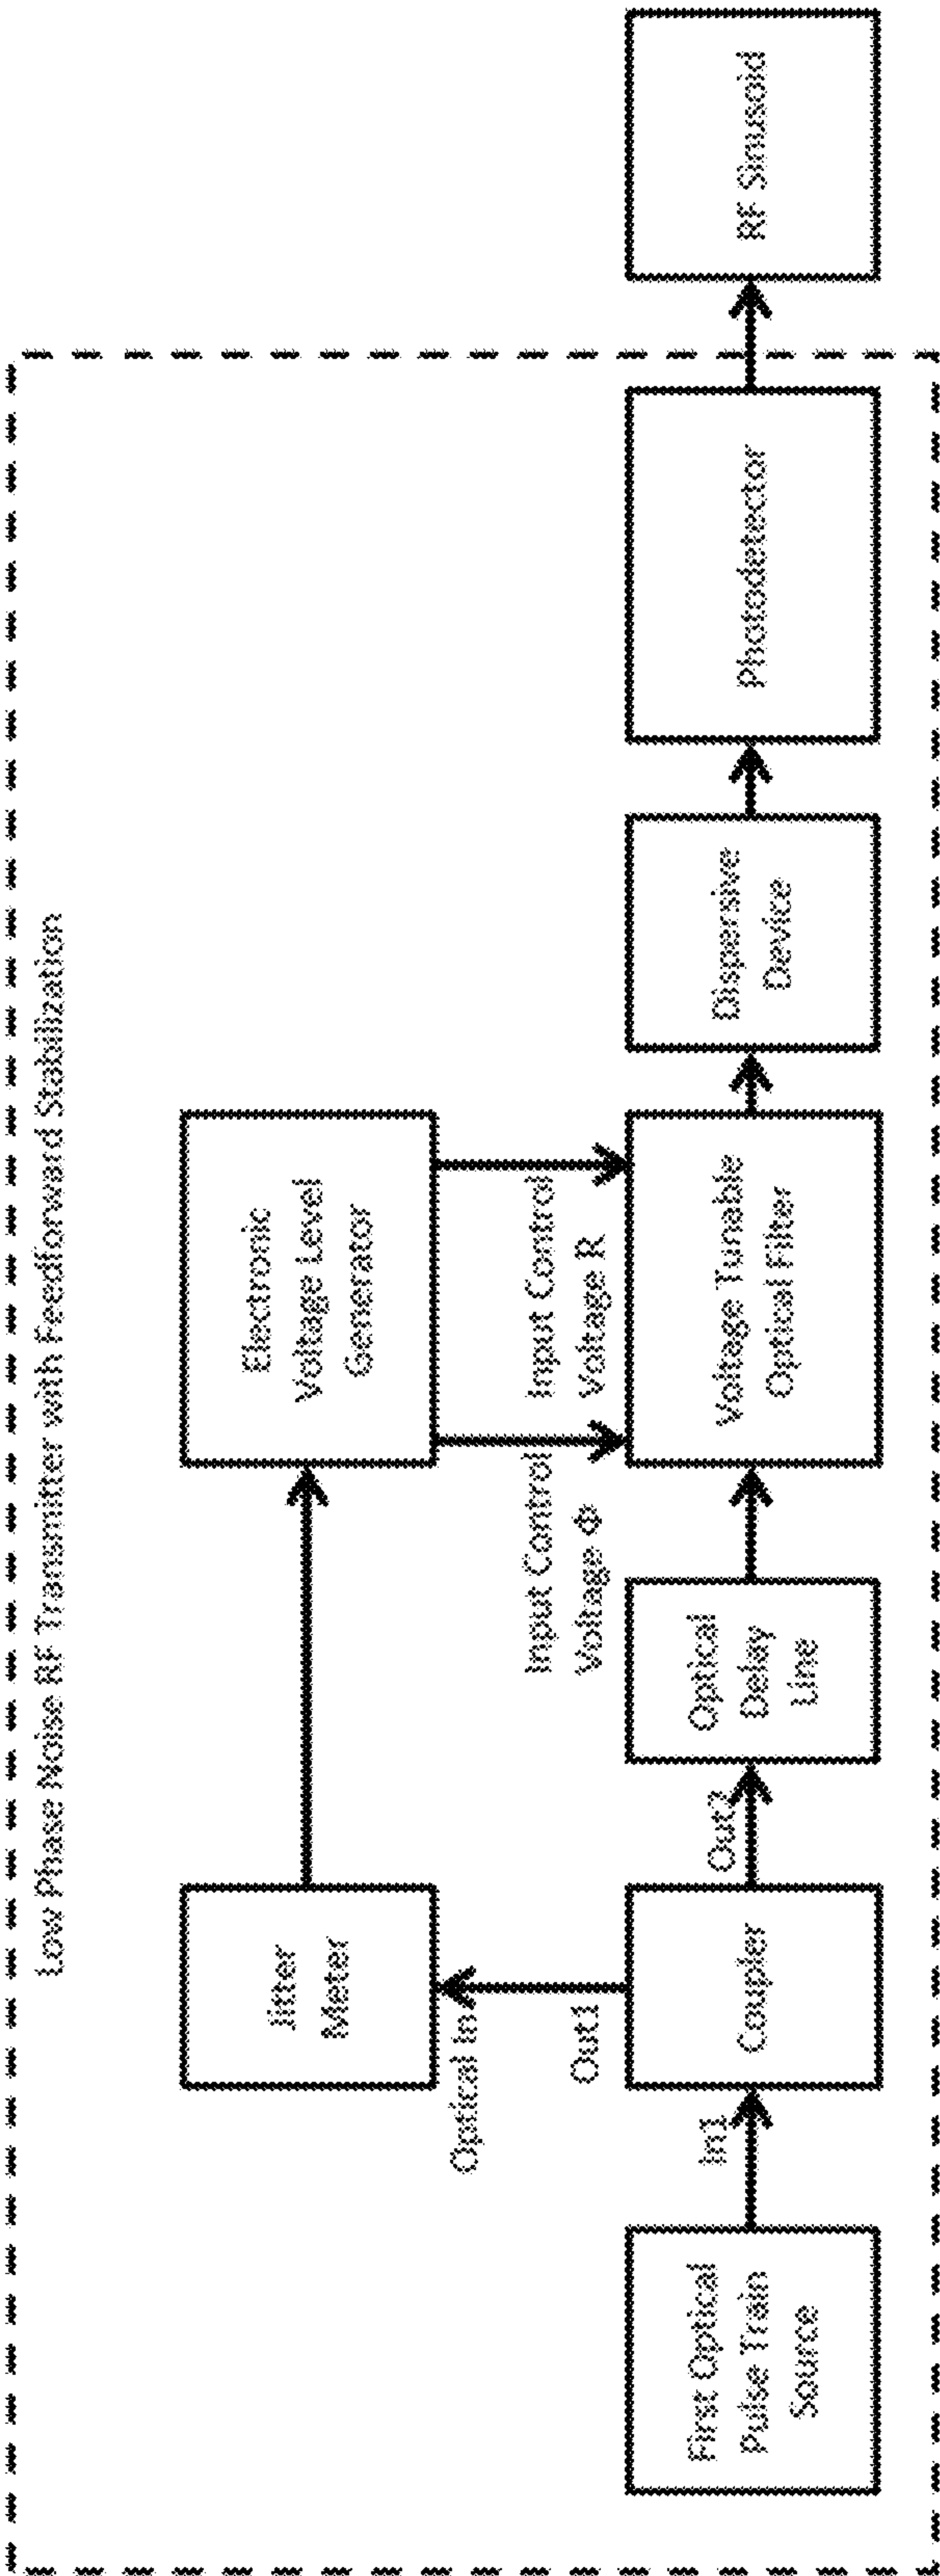 Low Phase Noise RF Transmitter with Feedforward Stabilization
Jitter
Meter
Electronic
Voltage Level
Generator
Optical In
Out1
Input Control
Voltage Φ
Input Control
Voltage R
First Optical
Pulse Train
Source
In1
Coupler
Out2
Optical
Delay
Line
Voltage Tunable
Optical Filter
Dispersive
Device
Photodetector
RF Sinusoid